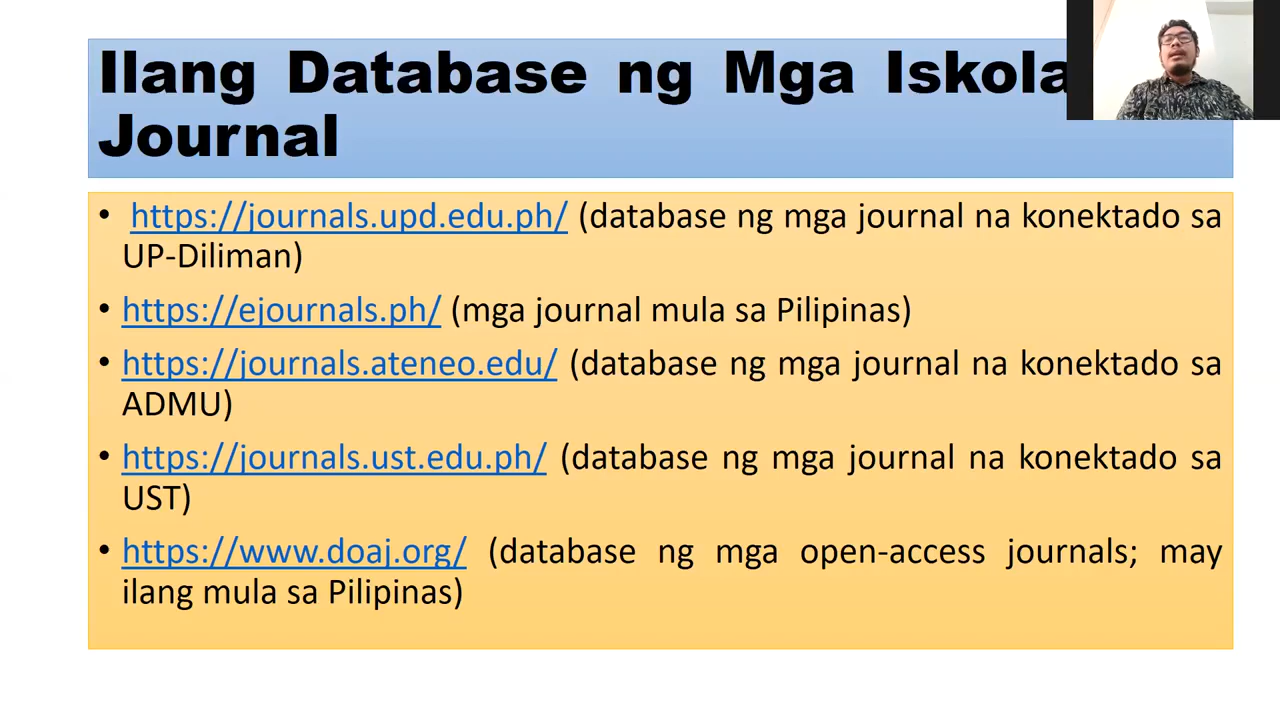 Ilang Database ng Mga Iskola
Journal
• https://journals.upd.edu.ph/ (database ng mga journal na konektado sa
UP-Diliman)
• https://ejournals.ph/ (mga journal mula sa Pilipinas)
• https://journals.ateneo.edu/ (database ng mga journal na konektado sa
ADMU)
• https://journals.ust.edu.ph/ (database ng mga journal na konektado sa
UST)
• https://www.doaj.org/ (database ng mga open-access journals; may
ilang mula sa Pilipinas)